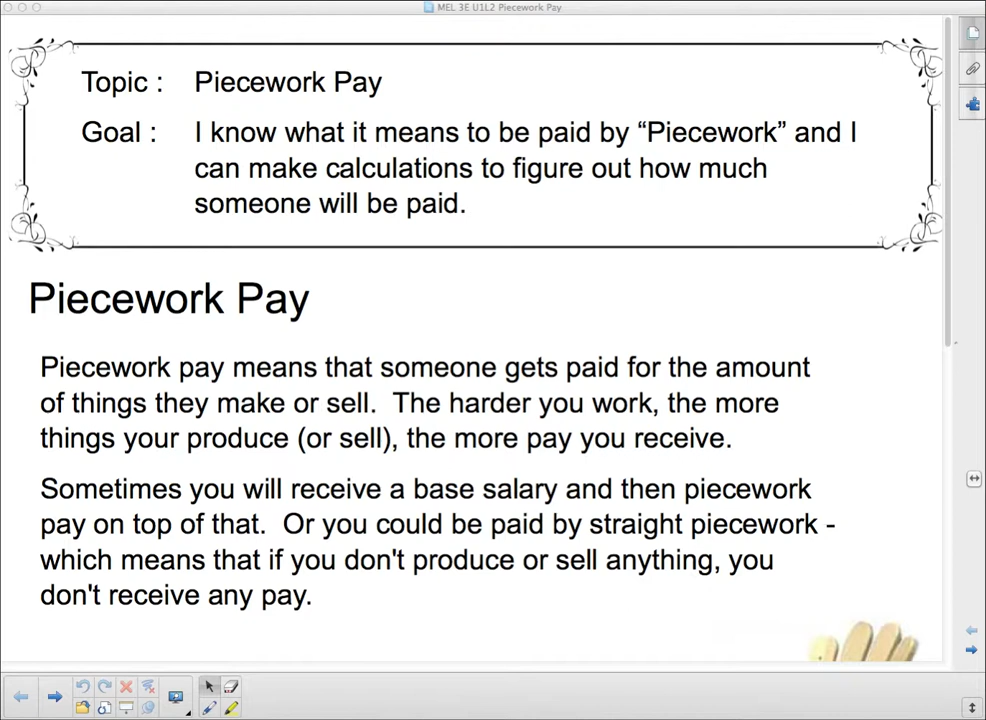 MEL 3E U1L2 Piecework Pay
Topic : Piecework Pay
Goal : I know what it means to be paid by “Piecework” and I
can make calculations to figure out how much
someone will be paid.
Piecework Pay
Piecework pay means that someone gets paid for the amount
of things they make or sell. The harder you work, the more
things your produce (or sell), the more pay you receive.
Sometimes you will receive a base salary and then piecework
pay on top of that. Or you could be paid by straight piecework -
which means that if you don't produce or sell anything, you
don't receive any pay.